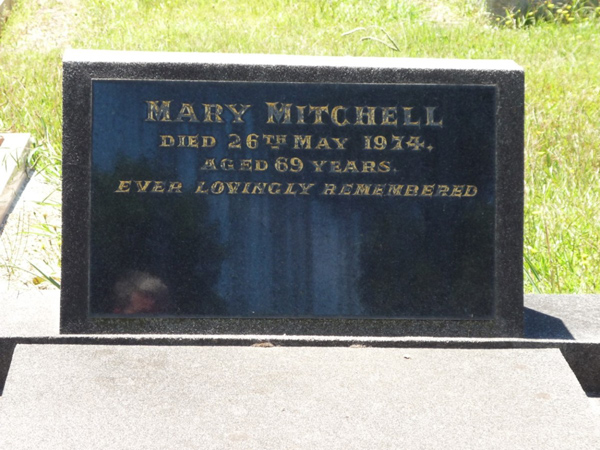 MARY MITCHELL
DIED 26TH MAY 1974.
AGED 69 YEARS.
EVER LOVINGLY REMEMBERED